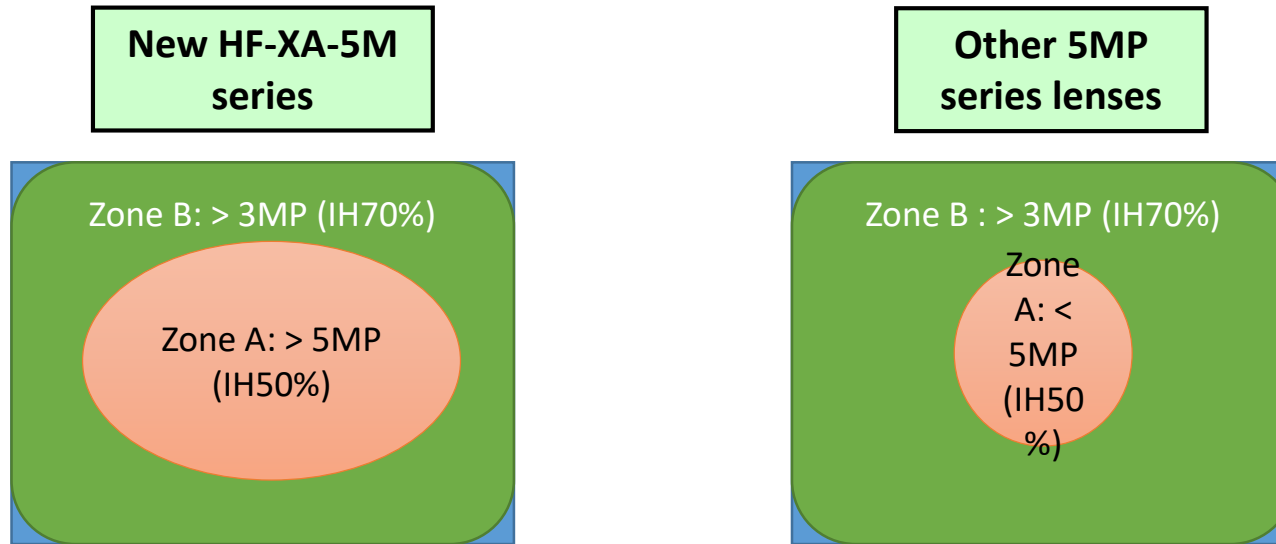 New HF-XA-5M
series
Other 5MP
series lenses
Zone B: > 3MP (IH70%)
Zone A: > 5MP
(IH50%)
Zone B : > 3MP (IH70%)
Zone
A: <
5MP
(IH50
%)